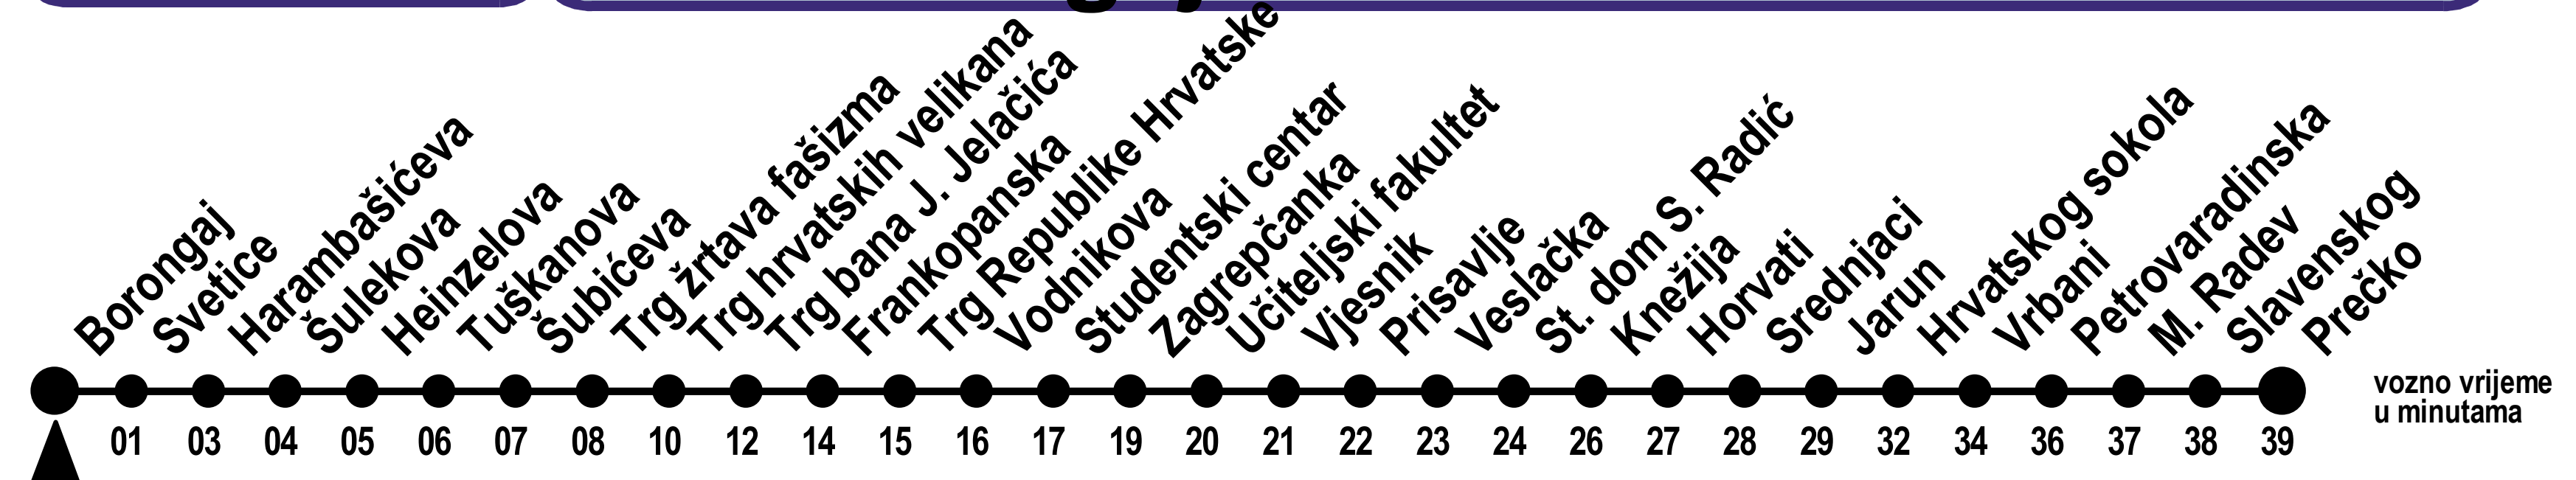 Borongaj
Svetice
Harambašićeva
Šulekova
Heinzelova
Tuškanova
Šubićeva
Trg žrtava fašizma
Trg hrvatskih velikana
Trg bana J. Jelačića
Frankopanska
Trg Republike Hrvatske
Vodnikova
Studentski centar
Zagrepčanka
Učiteljski fakultet
Vjesnik
Prisavlje
Veslačka
St. dom S. Radić
Knežija
Horvati
Srednjaci
Jarun
Hrvatskog sokola
Vrbani
Petrovaradinska
M. Radev
Slavenskog
Prečko
vozno vrijeme
u minutama
01 03 04 05 06 07 08 10 12 14 15 16 17 19 20 21 22 23 24 26 27 28 29 32 34 36 37 38 39